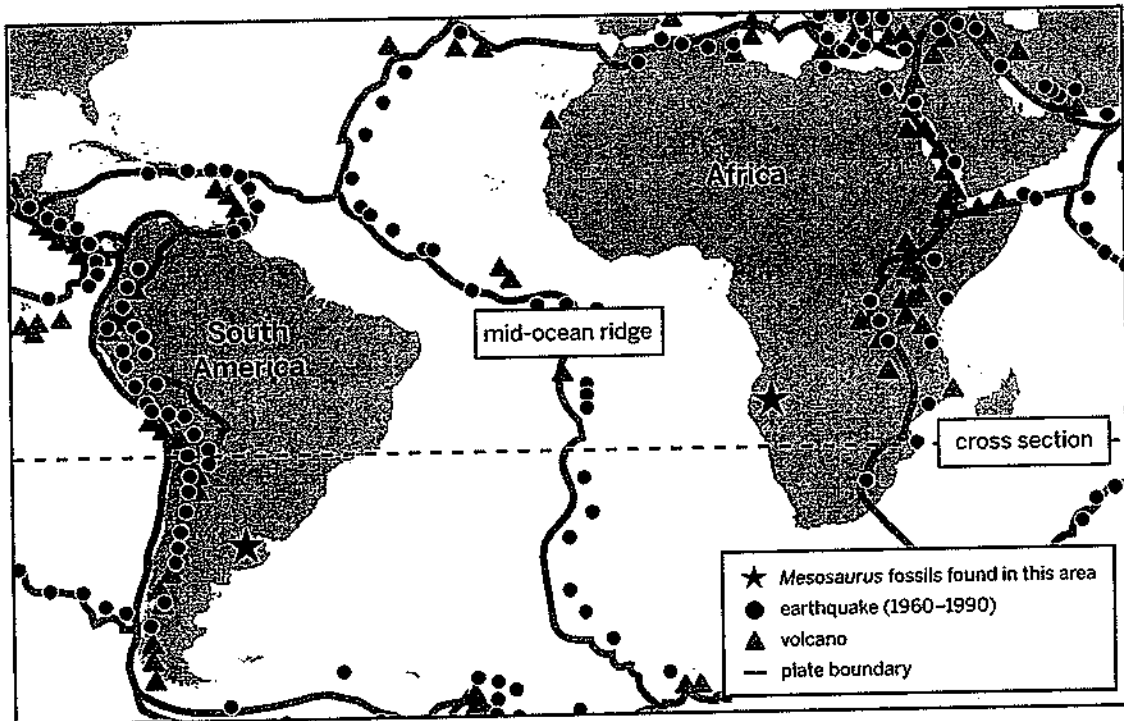 Africa
South
America
mid-ocean ridge
cross section
Mesosaurus fossils found in this area
earthquake (1960–1990)
volcano
plate boundary